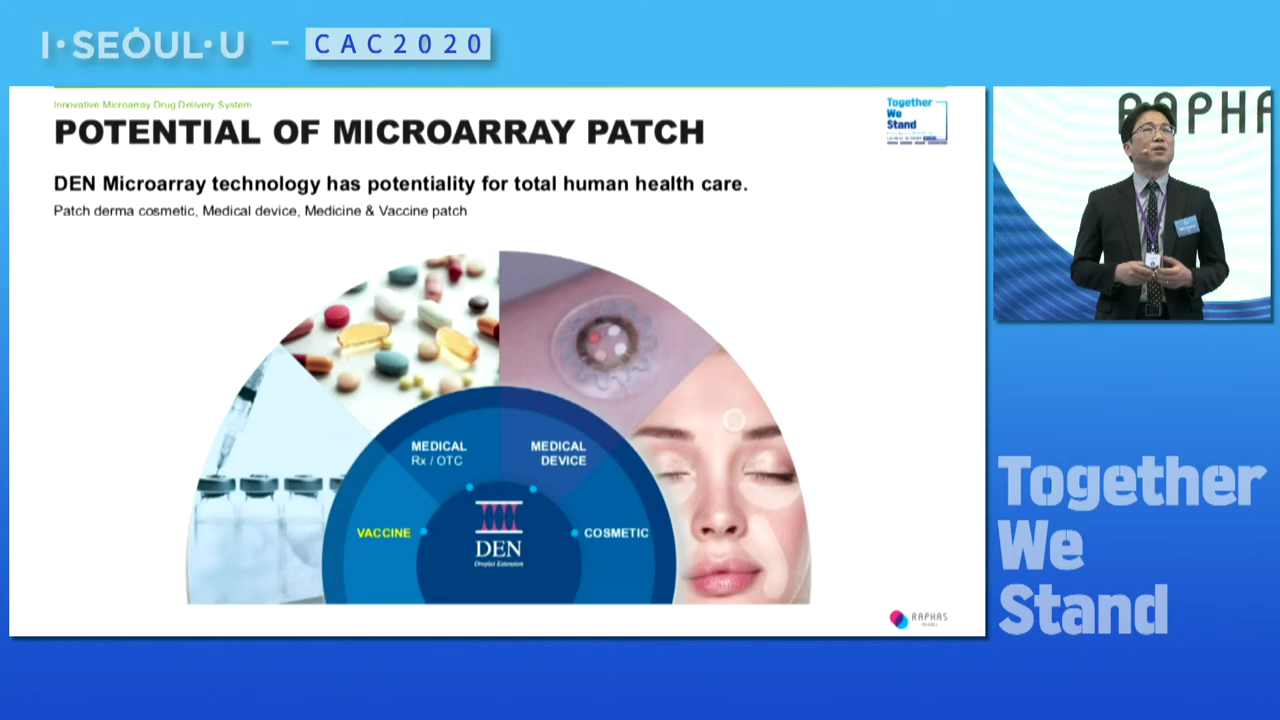 I·SEOUL·U – CAC2020
Innovative Microarray Drug Delivery System
POTENTIAL OF MICROARRAY PATCH
Together
We
Stand
DEN Microarray technology has potentiality for total human health care.
Patch derma cosmetic, Medical device, Medicine & Vaccine patch
RAPHA
MEDICAL
Rx / OTC
MEDICAL
DEVICE
VACCINE
COSMETIC
DEN
Droplet Extension
RAPHAS
Together
We
Stand